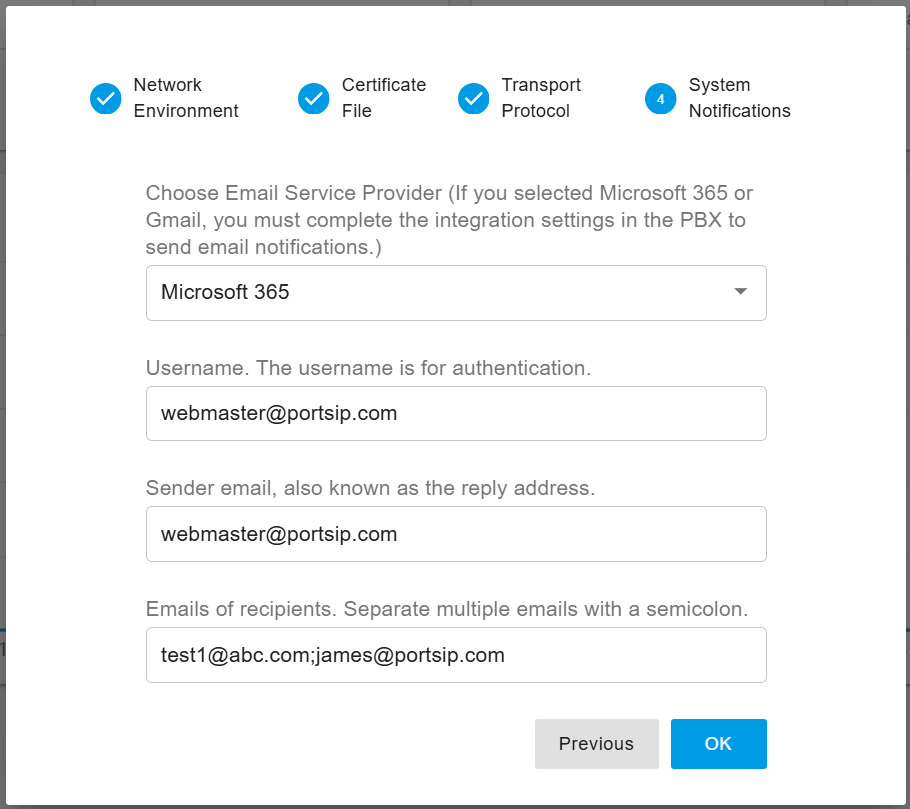 Network
Environment
Certificate
File
Transport
Protocol
4
System
Notifications
Choose Email Service Provider (If you selected Microsoft 365 or
Gmail, you must complete the integration settings in the PBX to
send email notifications.)
Microsoft 365
Username. The username is for authentication.
webmaster@portsip.com
Sender email, also known as the reply address.
webmaster@portsip.com
Emails of recipients. Separate multiple emails with a semicolon.
test1@abc.com;james@portsip.com
Previous
OK